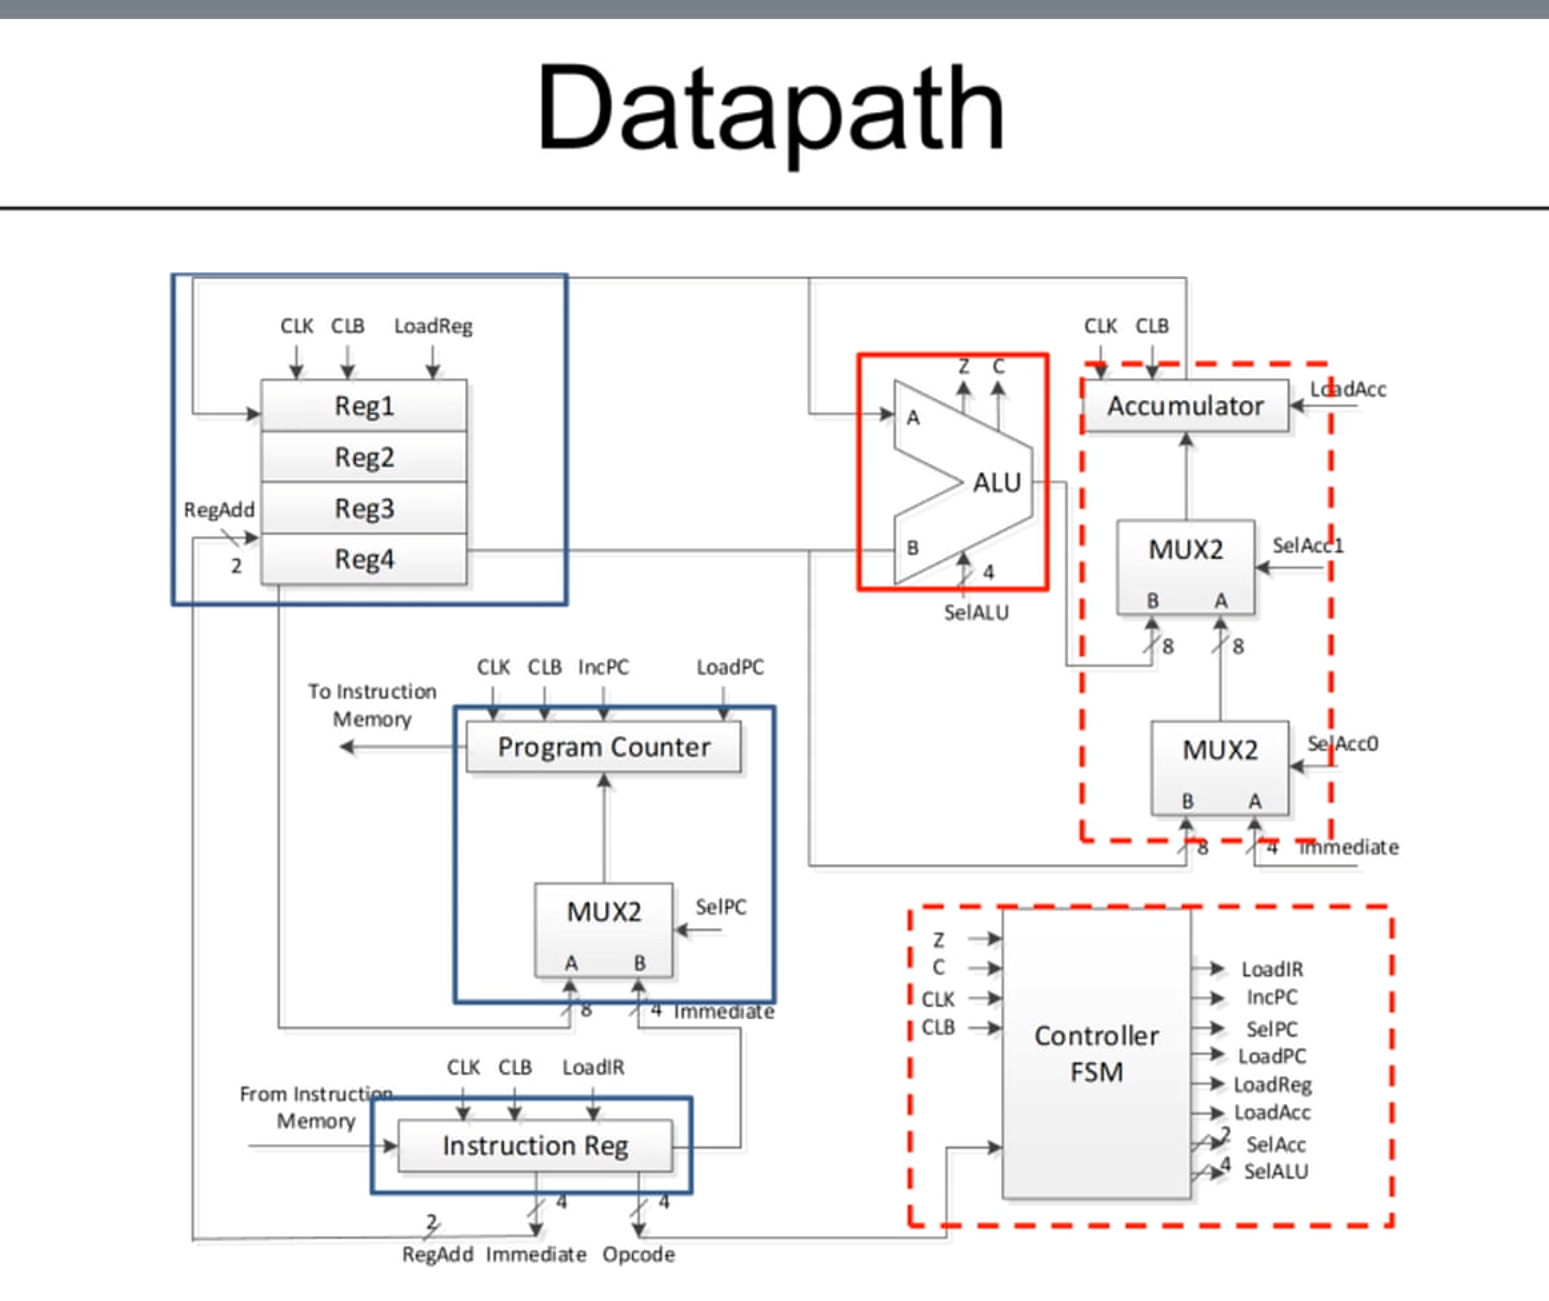 Datapath
CLK CLB LoadReg
Reg1
Reg2
Reg3
Reg4
RegAdd
2
Z C
A
ALU
B
4
SelALU
CLK CLB
Accumulator
LoadAcc
MUX2
SelAcc1
B A
8 8
MUX2
SelAcc0
B A
8 4 Immediate
CLK CLB IncPC LoadPC
To Instruction
Memory
Program Counter
MUX2
SelPC
A B
8 4 Immediate
CLK CLB LoadIR
From Instruction
Memory
Instruction Reg
4 4
2
RegAdd Immediate Opcode
Z
C
CLK
CLB
Controller
FSM
LoadIR
IncPC
SelPC
LoadPC
LoadReg
LoadAcc
2 SelAcc
4 SelALU